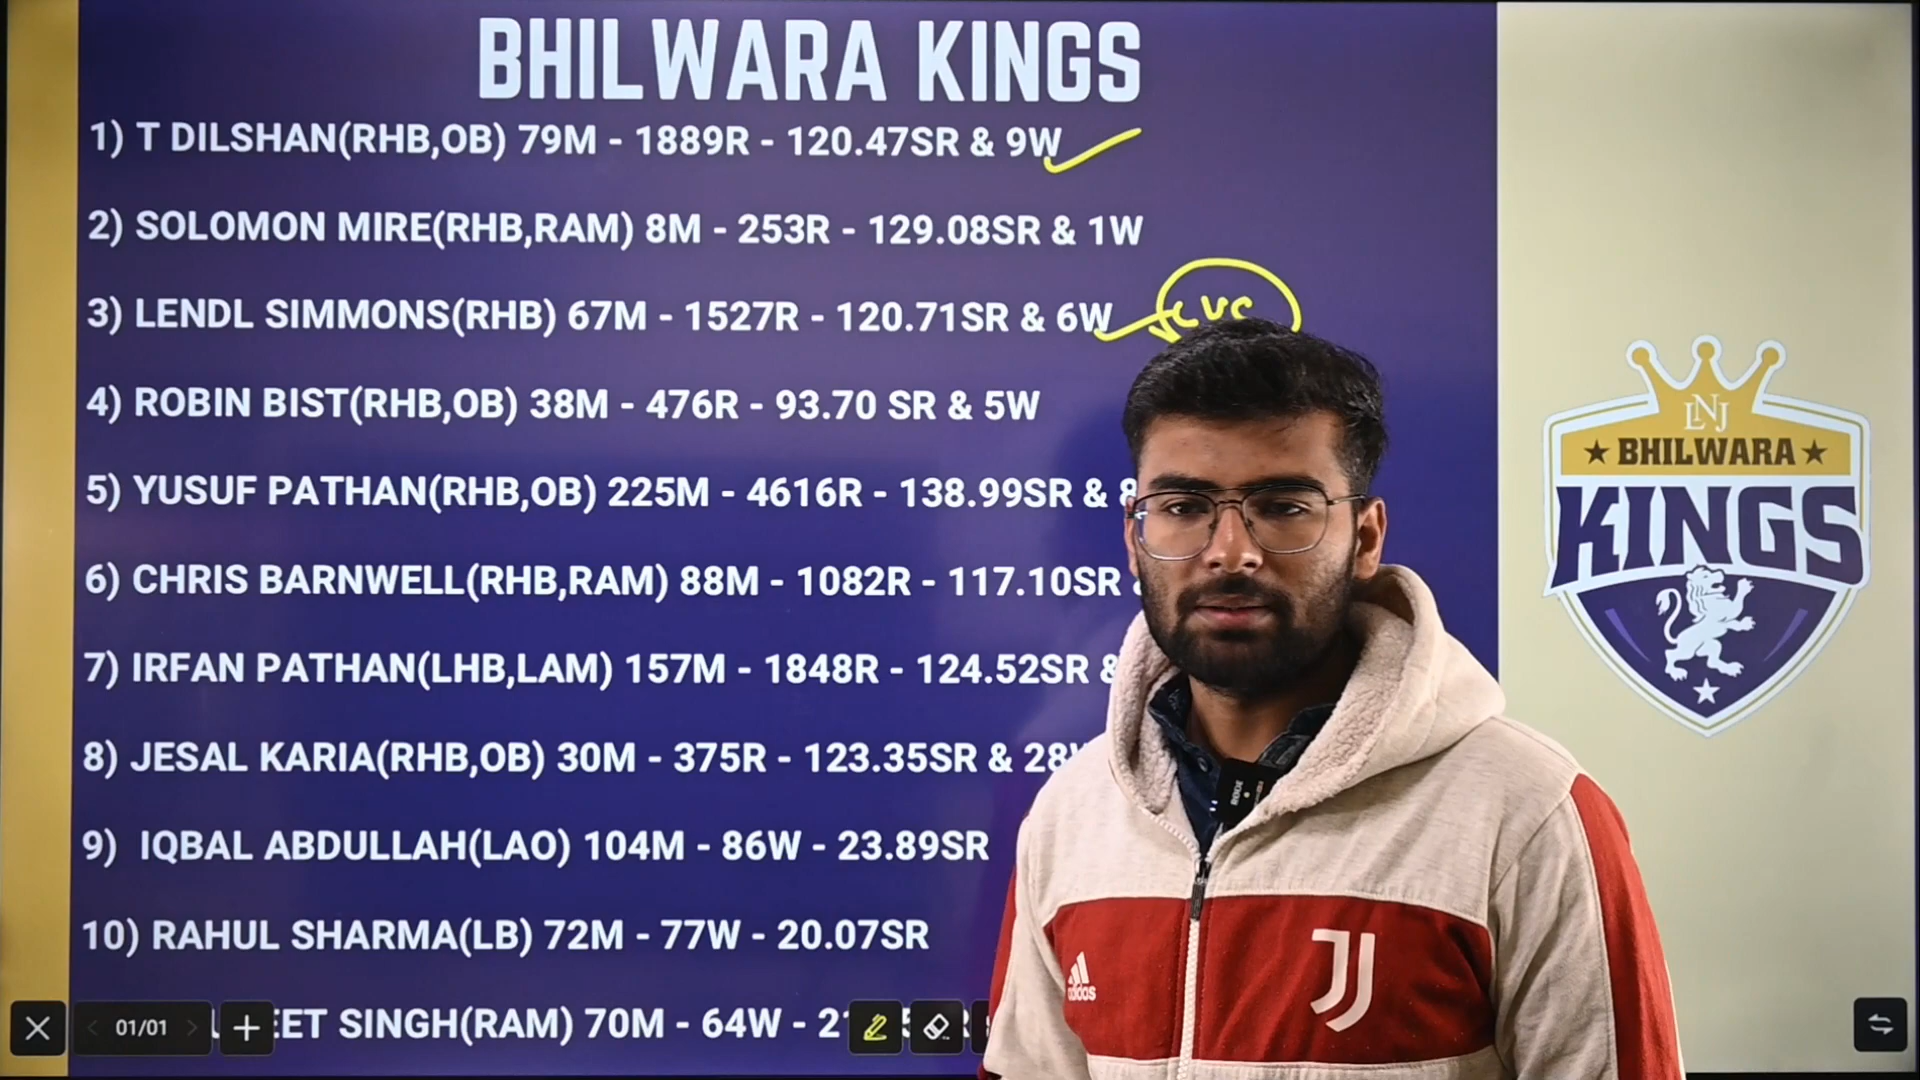 BHILWARA KINGS
1) T DILSHAN(RHB,OB) 79M - 1889R - 120.47SR & 9W
2) SOLOMON MIRE(RHB,RAM) 8M - 253R - 129.08SR & 1W
3) LENDL SIMMONS(RHB) 67M - 1527R - 120.71SR & 6W
4) ROBIN BIST(RHB,OB) 38M - 476R - 93.70 SR & 5W
5) YUSUF PATHAN(RHB,OB) 225M - 4616R - 138.99SR &
6) CHRIS BARNWELL(RHB,RAM) 88M - 1082R - 117.10SR
7) IRFAN PATHAN(LHB,LAM) 157M - 1848R - 124.52SR &
8) JESAL KARIA(RHB,OB) 30M - 375R - 123.35SR & 28
9) IQBAL ABDULLAH(LAO) 104M - 86W - 23.89SR
10) RAHUL SHARMA(LB) 72M - 77W - 20.07SR
SINGH(RAM) 70M - 64W -
01/01
LNJ
BHILWARA
KINGS
RODE
adidas